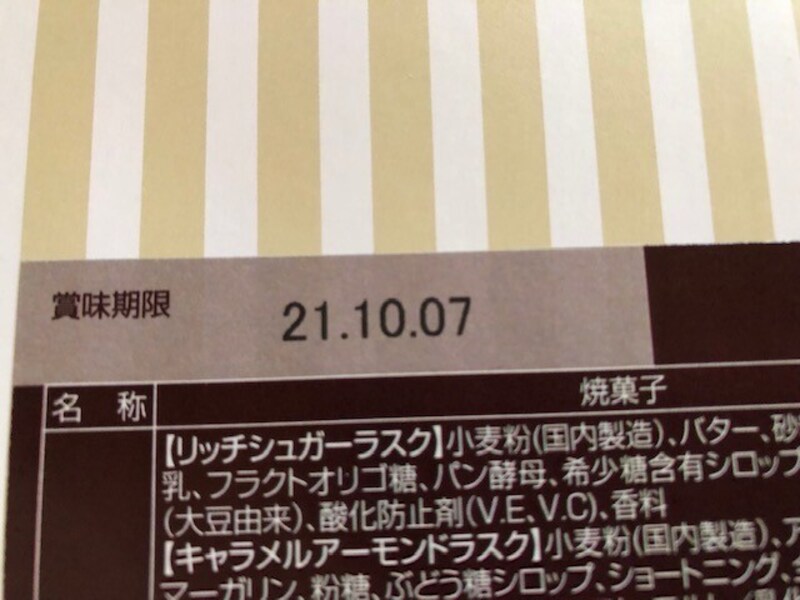 賞味期限 21.10.07
名 称 焼菓子
【リッチシュガーラスク】小麦粉(国内製造)、バター、砂
乳、フラクトオリゴ糖、パン酵母、希少糖含有シロップ
(大豆由来)、酸化防止剤(V.E、V.C)、香料
【キャラメルアーモンドラスク】小麦粉(国内製造)、ア
マーガリン、粉糖、ぶどう糖シロップ、ショートニング、